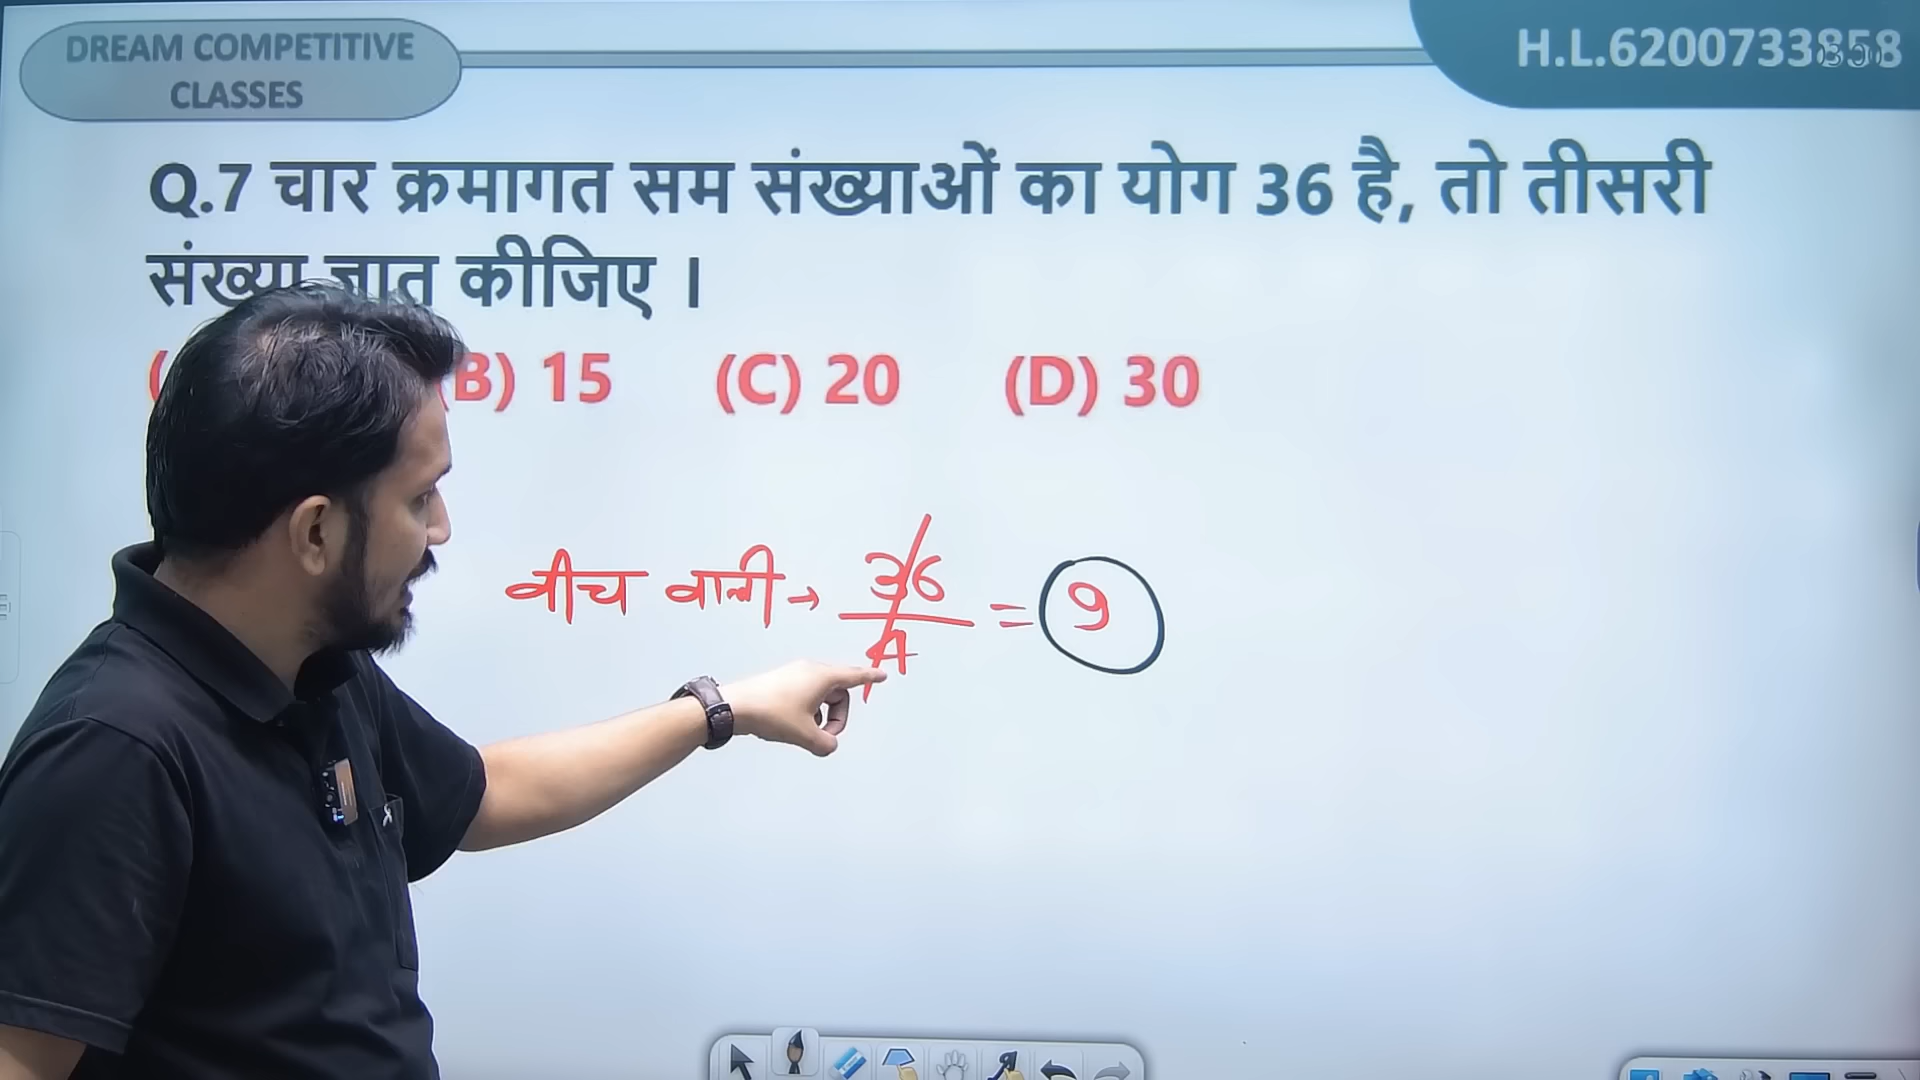 DREAM COMPETITIVE
CLASSES
H.L.6200733858
Q.7 चार क्रमागत सम संख्याओं का योग 36 है, तो तीसरी
संख्या ज्ञात कीजिए ।
(B) 15 (C) 20 (D) 30
बीच वाली → 36/4 = 9